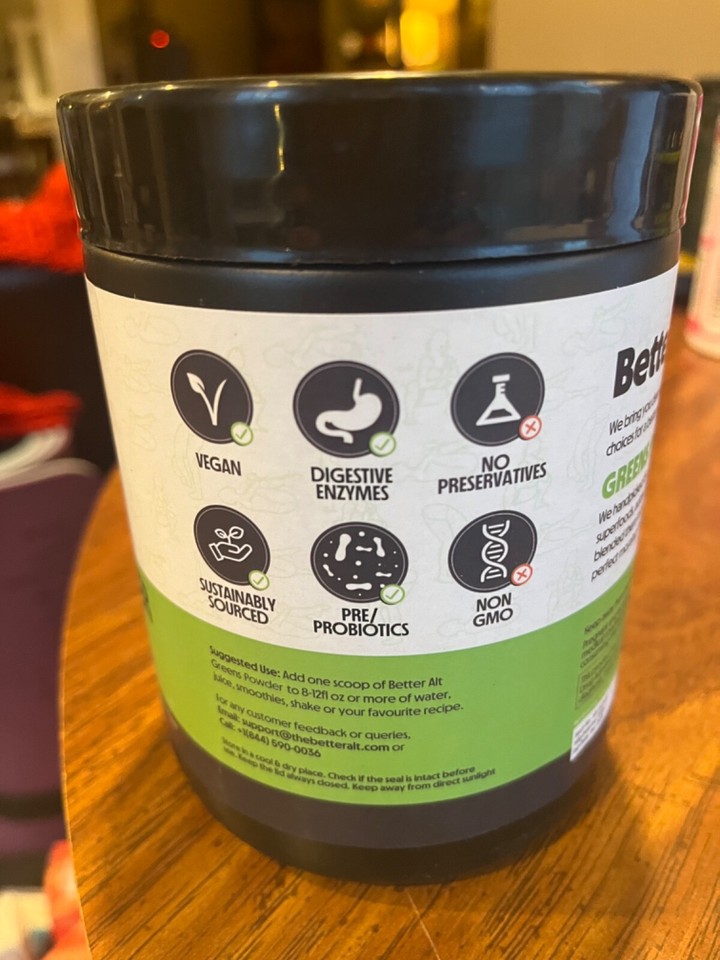 VEGAN
DIGESTIVE
ENZYMES
NO
PRESERVATIVES
SUSTAINABLY
SOURCED
PRE/
PROBIOTICS
NON
GMO
Suggested Use: Add one scoop of Better Alt
Greens Powder to 8-12fl oz or more of water,
juice, smoothies, shake or your favourite recipe.
For any customer feedback or queries,
Email: support@thebetteralt.com or
Call: +1(844) 590-0036
Store in a cool & dry place. Check if the seal is intact before
use. Keep the lid always closed. Keep away from direct sunlight
Bette
We bring you
choices for a
GREENS
We handpick
superfoods,
blended
perfect